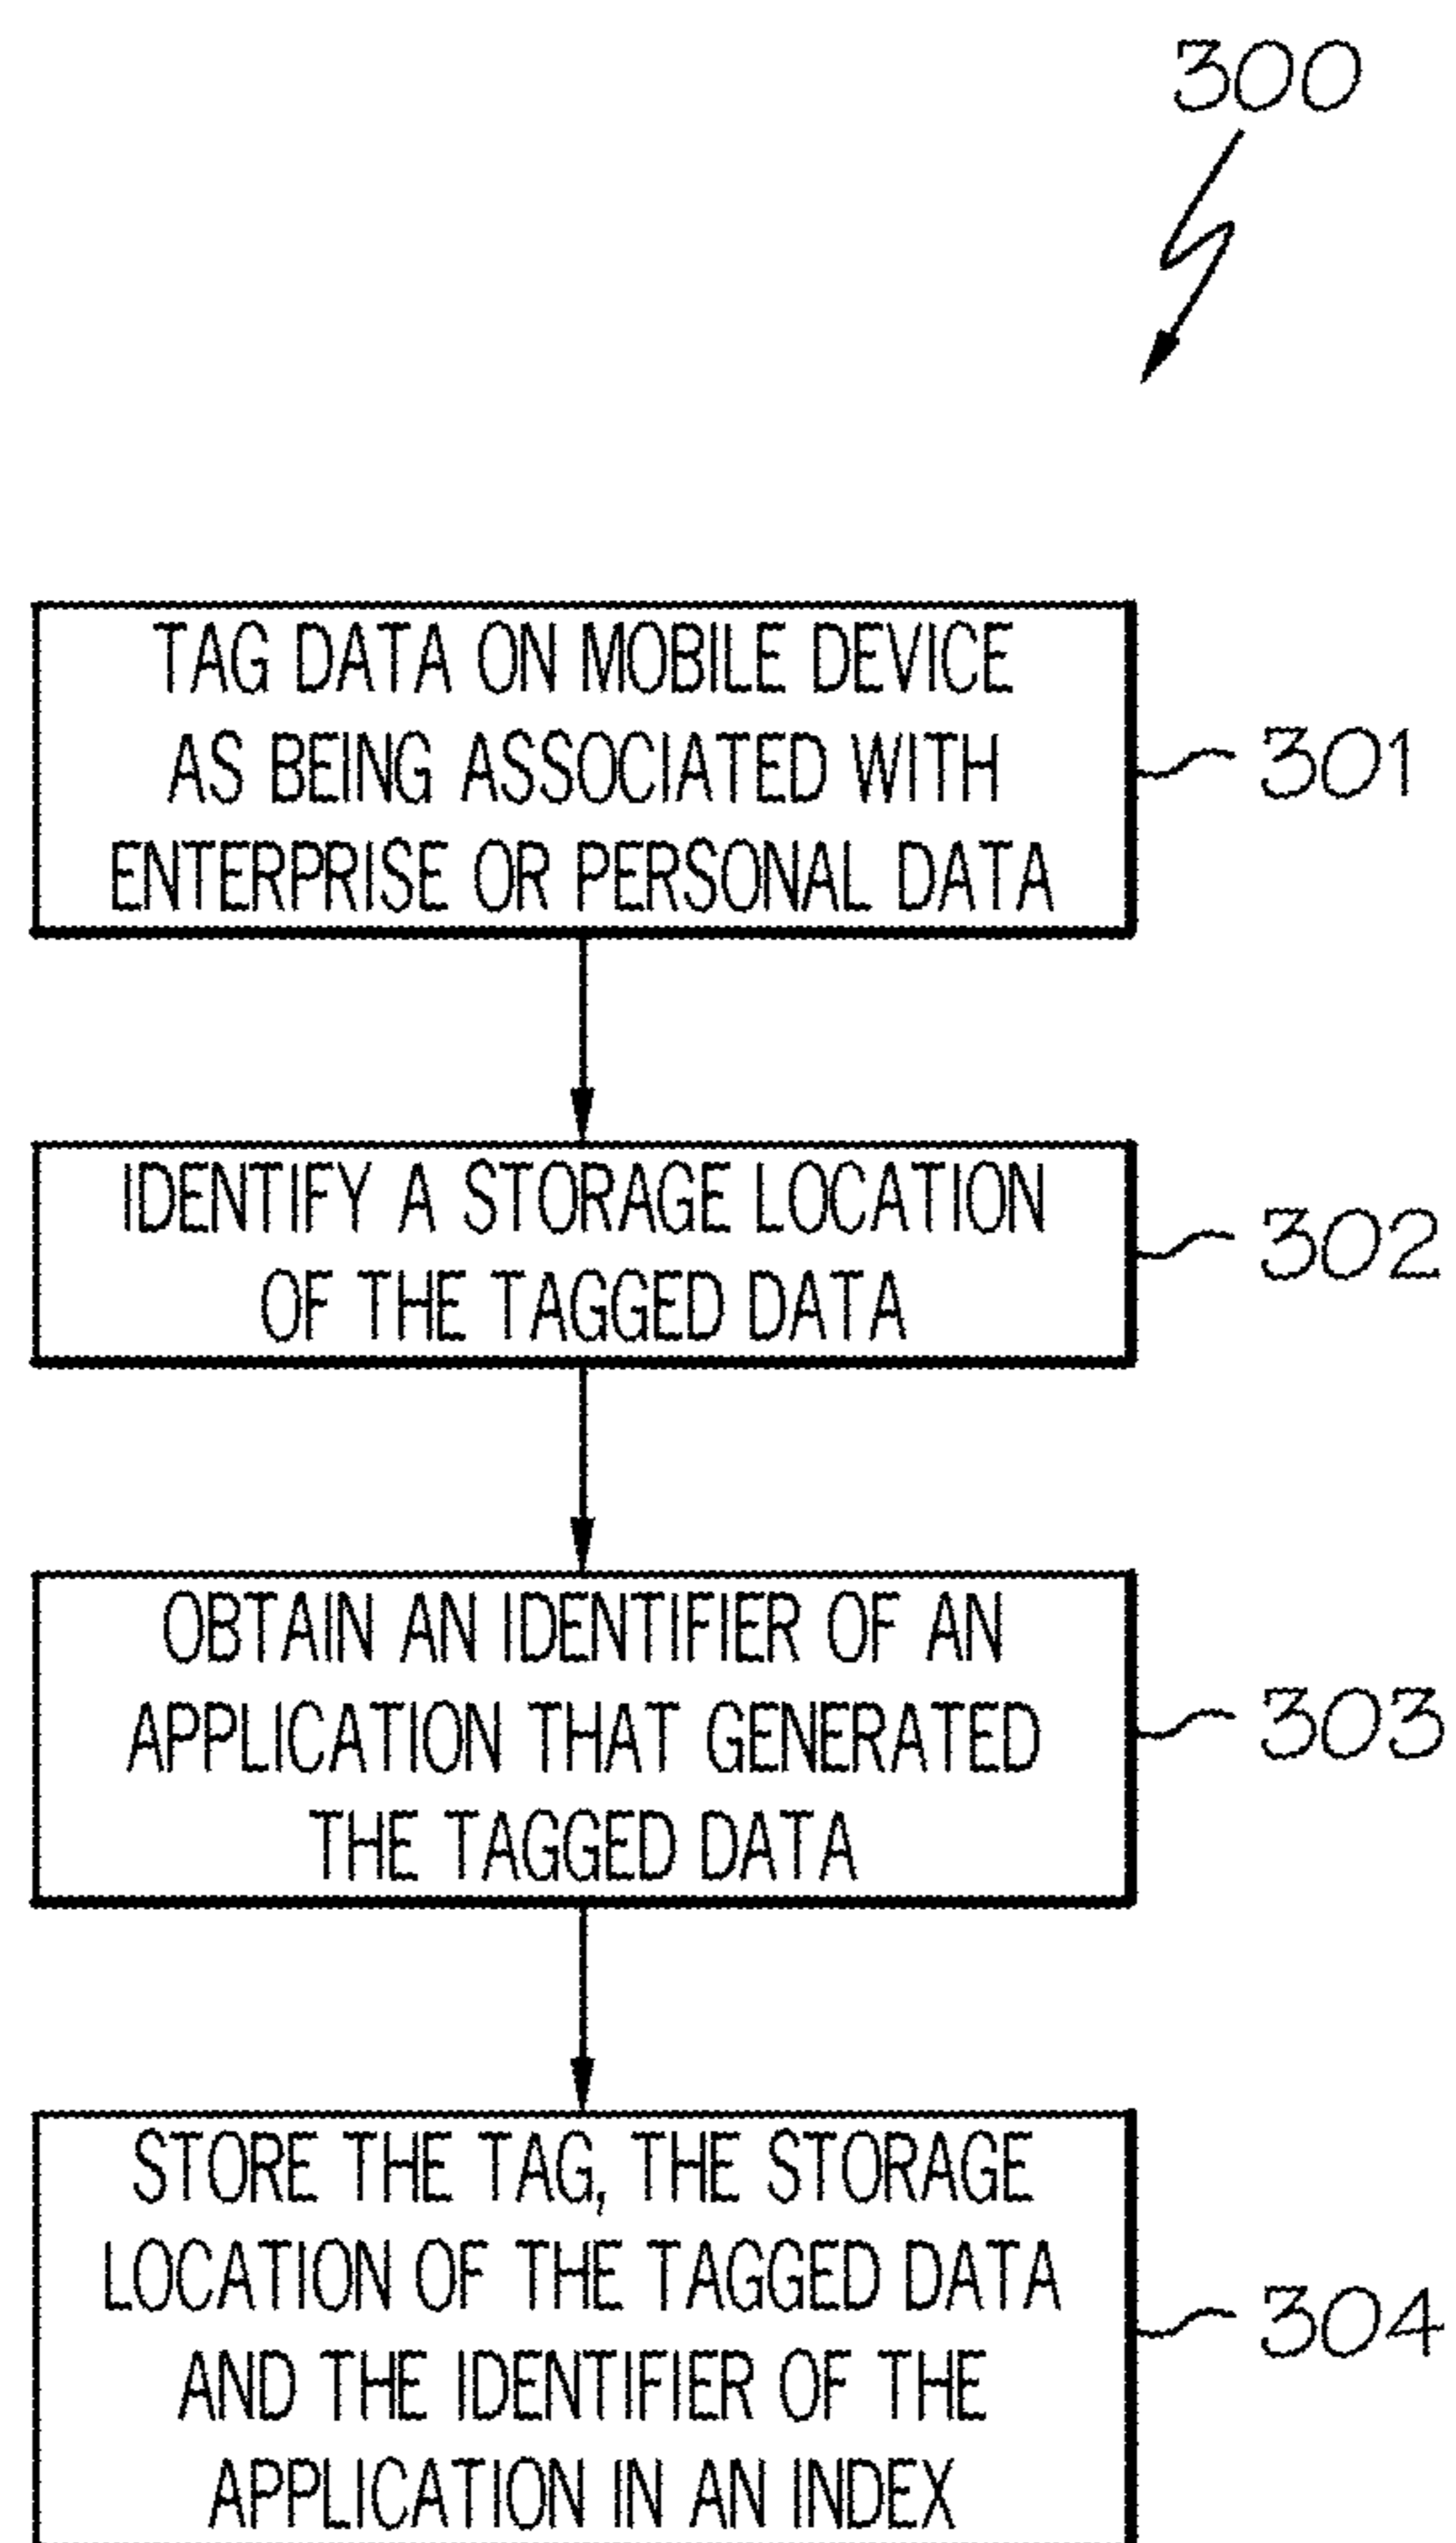 300
TAG DATA ON MOBILE DEVICE
AS BEING ASSOCIATED WITH
ENTERPRISE OR PERSONAL DATA
301
IDENTIFY A STORAGE LOCATION
OF THE TAGGED DATA
302
OBTAIN AN IDENTIFIER OF AN
APPLICATION THAT GENERATED
THE TAGGED DATA
303
STORE THE TAG, THE STORAGE
LOCATION OF THE TAGGED DATA
AND THE IDENTIFIER OF THE
APPLICATION IN AN INDEX
304